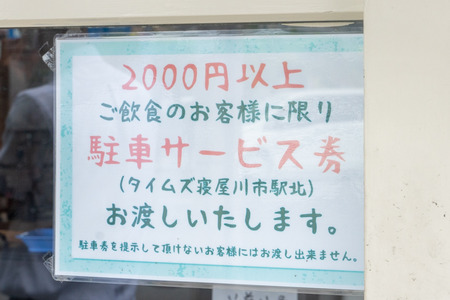 2000円以上
ご飲食のお客様に限り
駐車サービス券
(タイムズ寝屋川市駅北)
お渡しいたします。
駐車券を提示して頂けないお客様にはお渡し出来ません。